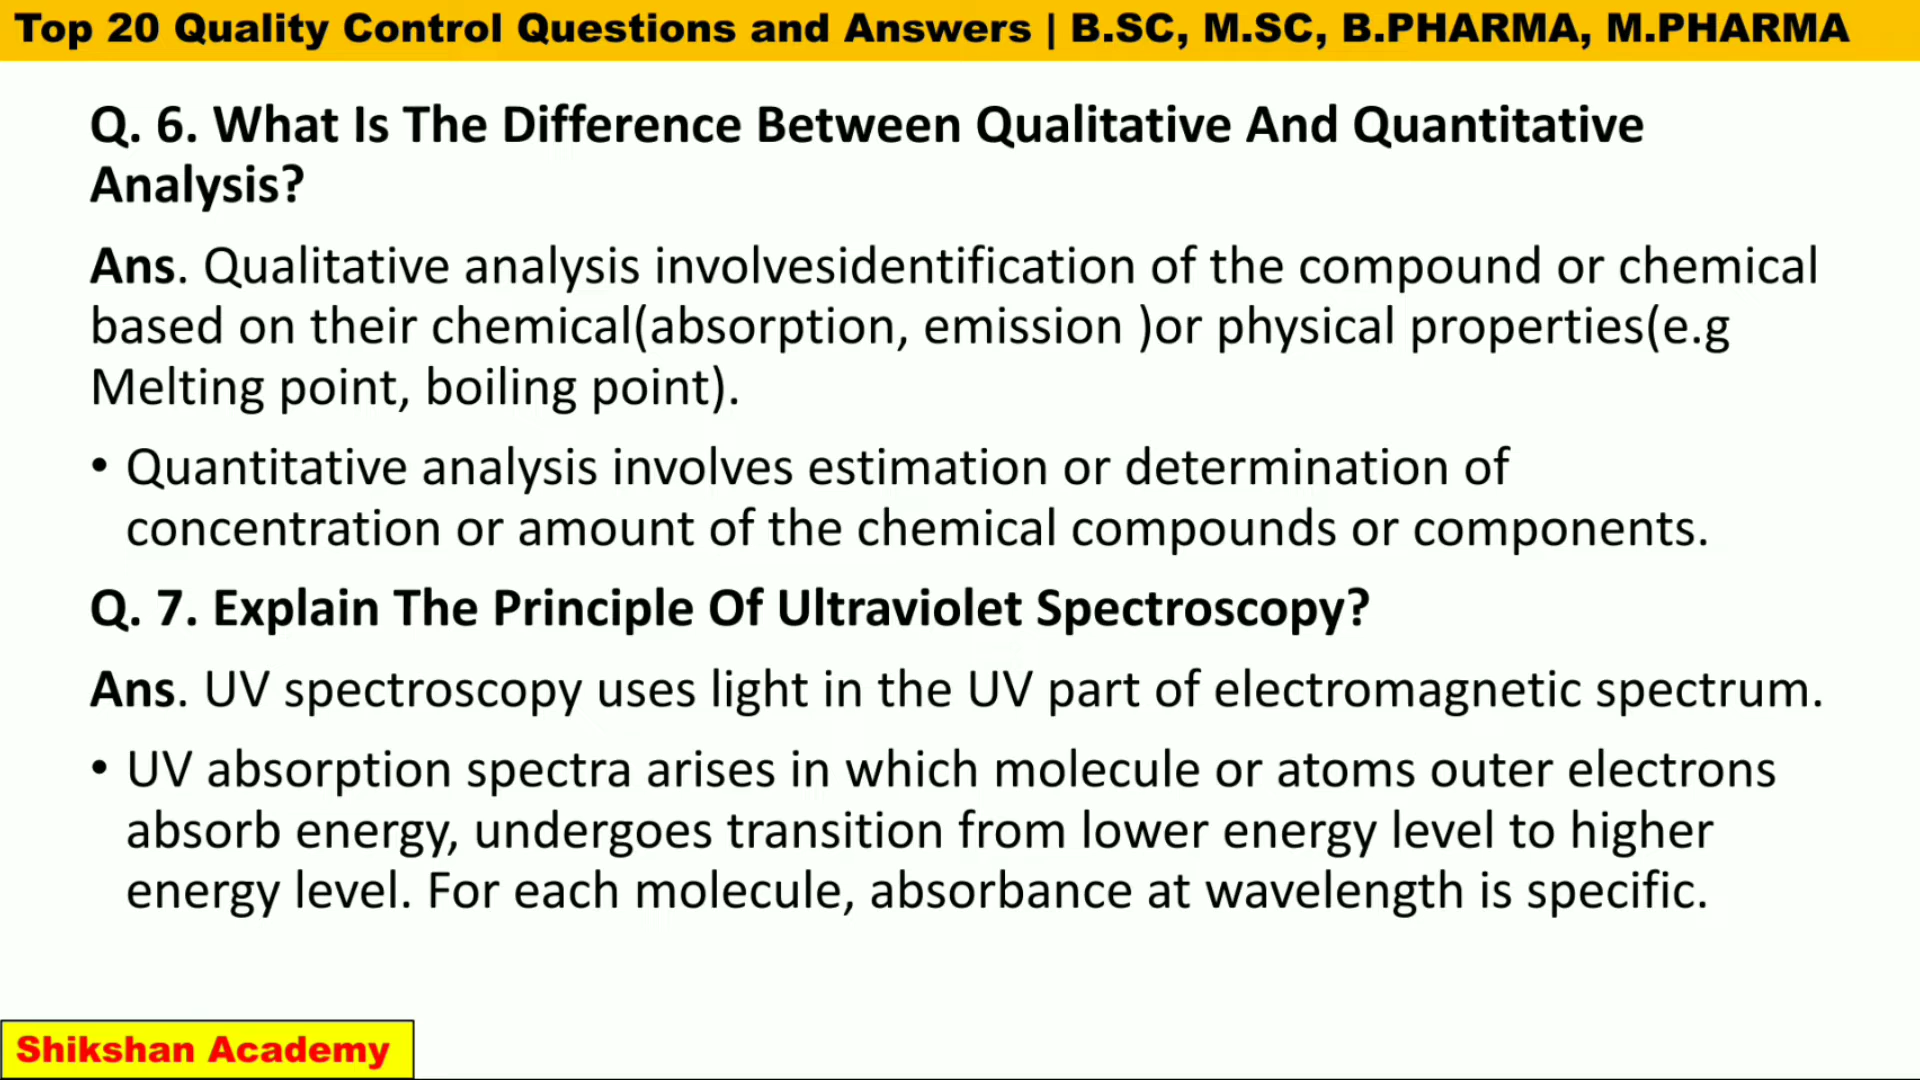 Top 20 Quality Control Questions and Answers | B.SC, M.SC, B.PHARMA, M.PHARMA
Q. 6. What Is The Difference Between Qualitative And Quantitative
Analysis?
Ans. Qualitative analysis involvesidentification of the compound or chemical
based on their chemical(absorption, emission )or physical properties(e.g
Melting point, boiling point).
• Quantitative analysis involves estimation or determination of
concentration or amount of the chemical compounds or components.
Q. 7. Explain The Principle Of Ultraviolet Spectroscopy?
Ans. UV spectroscopy uses light in the UV part of electromagnetic spectrum.
• UV absorption spectra arises in which molecule or atoms outer electrons
absorb energy, undergoes transition from lower energy level to higher
energy level. For each molecule, absorbance at wavelength is specific.
Shikshan Academy